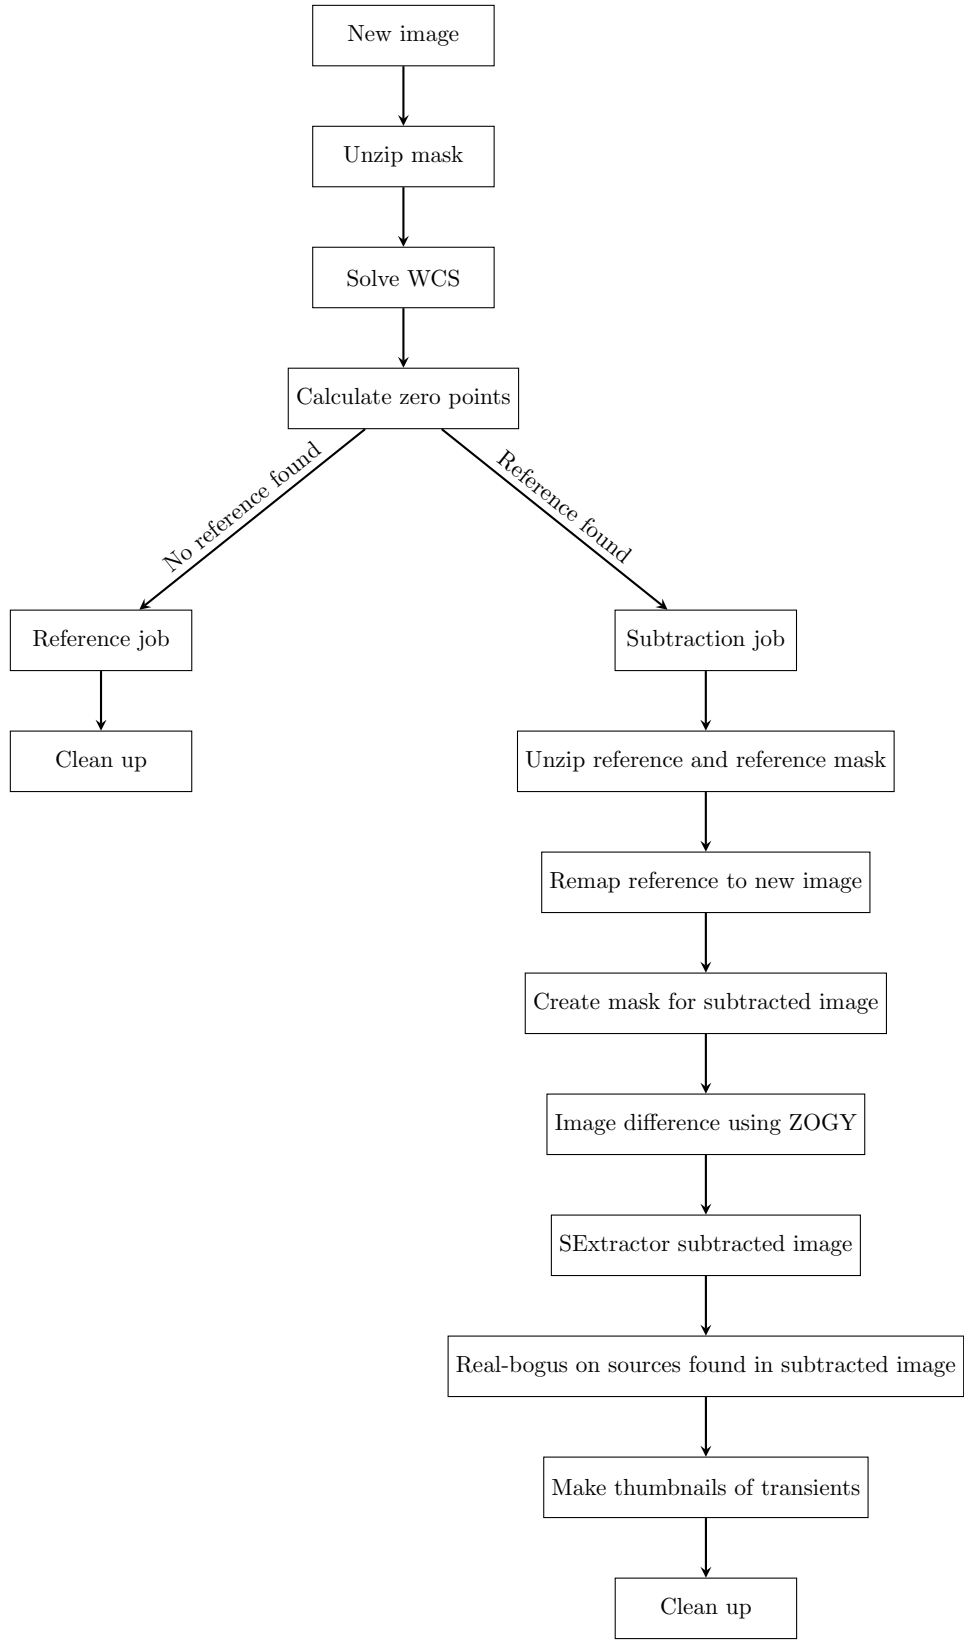 New image
Unzip mask
Solve WCS
Calculate zero points
No reference found
Reference found
Reference job
Subtraction job
Clean up
Unzip reference and reference mask
Remap reference to new image
Create mask for subtracted image
Image difference using ZOGY
SExtractor subtracted image
Real-bogus on sources found in subtracted image
Make thumbnails of transients
Clean up